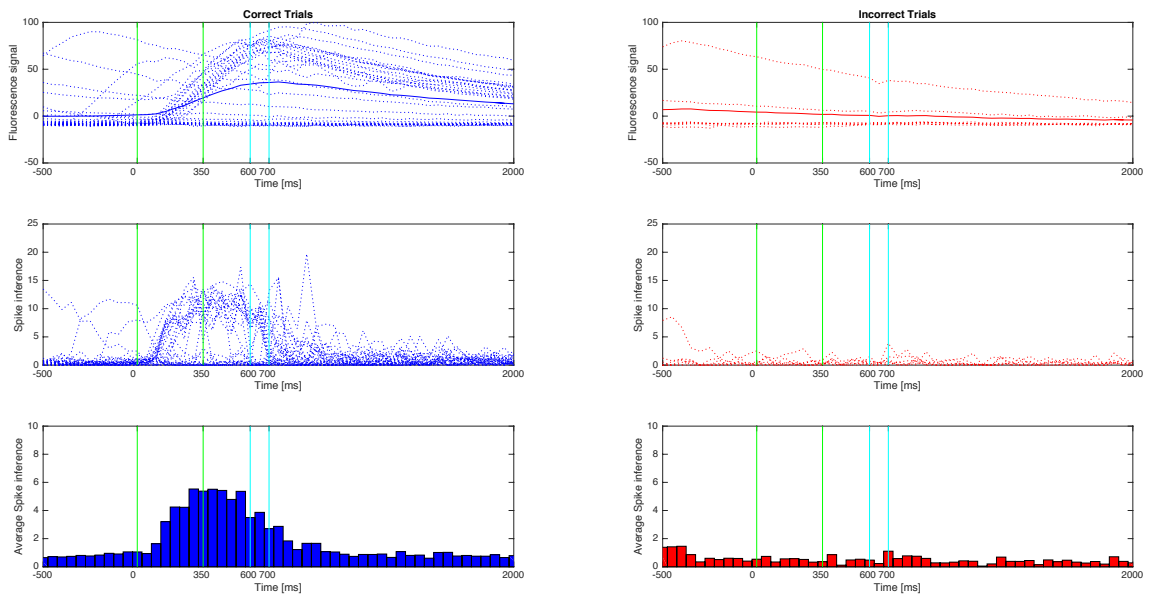 Correct Trials
Fluorescence signal
100
50
0
-50
-500 0 350 600 700 2000
Time [ms]
Incorrect Trials
Fluorescence signal
100
50
0
-50
-500 0 350 600 700 2000
Time [ms]
Spike inference
25
20
15
10
5
0
-500 0 350 600 700 2000
Time [ms]
Spike inference
25
20
15
10
5
0
-500 0 350 600 700 2000
Time [ms]
Average Spike inference
10
8
6
4
2
0
-500 0 350 600 700 2000
Time [ms]
Average Spike inference
10
8
6
4
2
0
-500 0 350 600 700 2000
Time [ms]